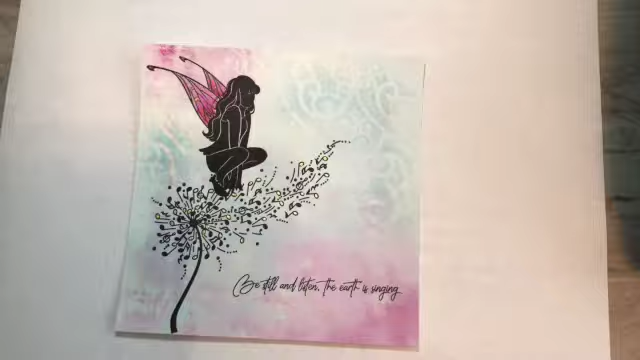 Be still and listen, the earth is singing